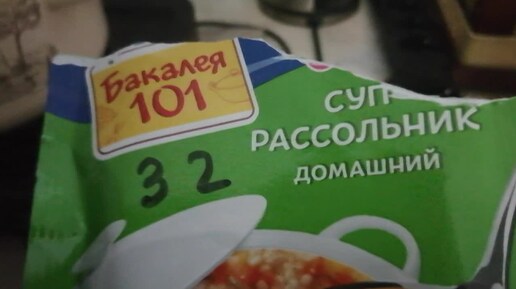 Бакалея
101
СУП
РАССОЛЬНИК
ДОМАШНИЙ
32